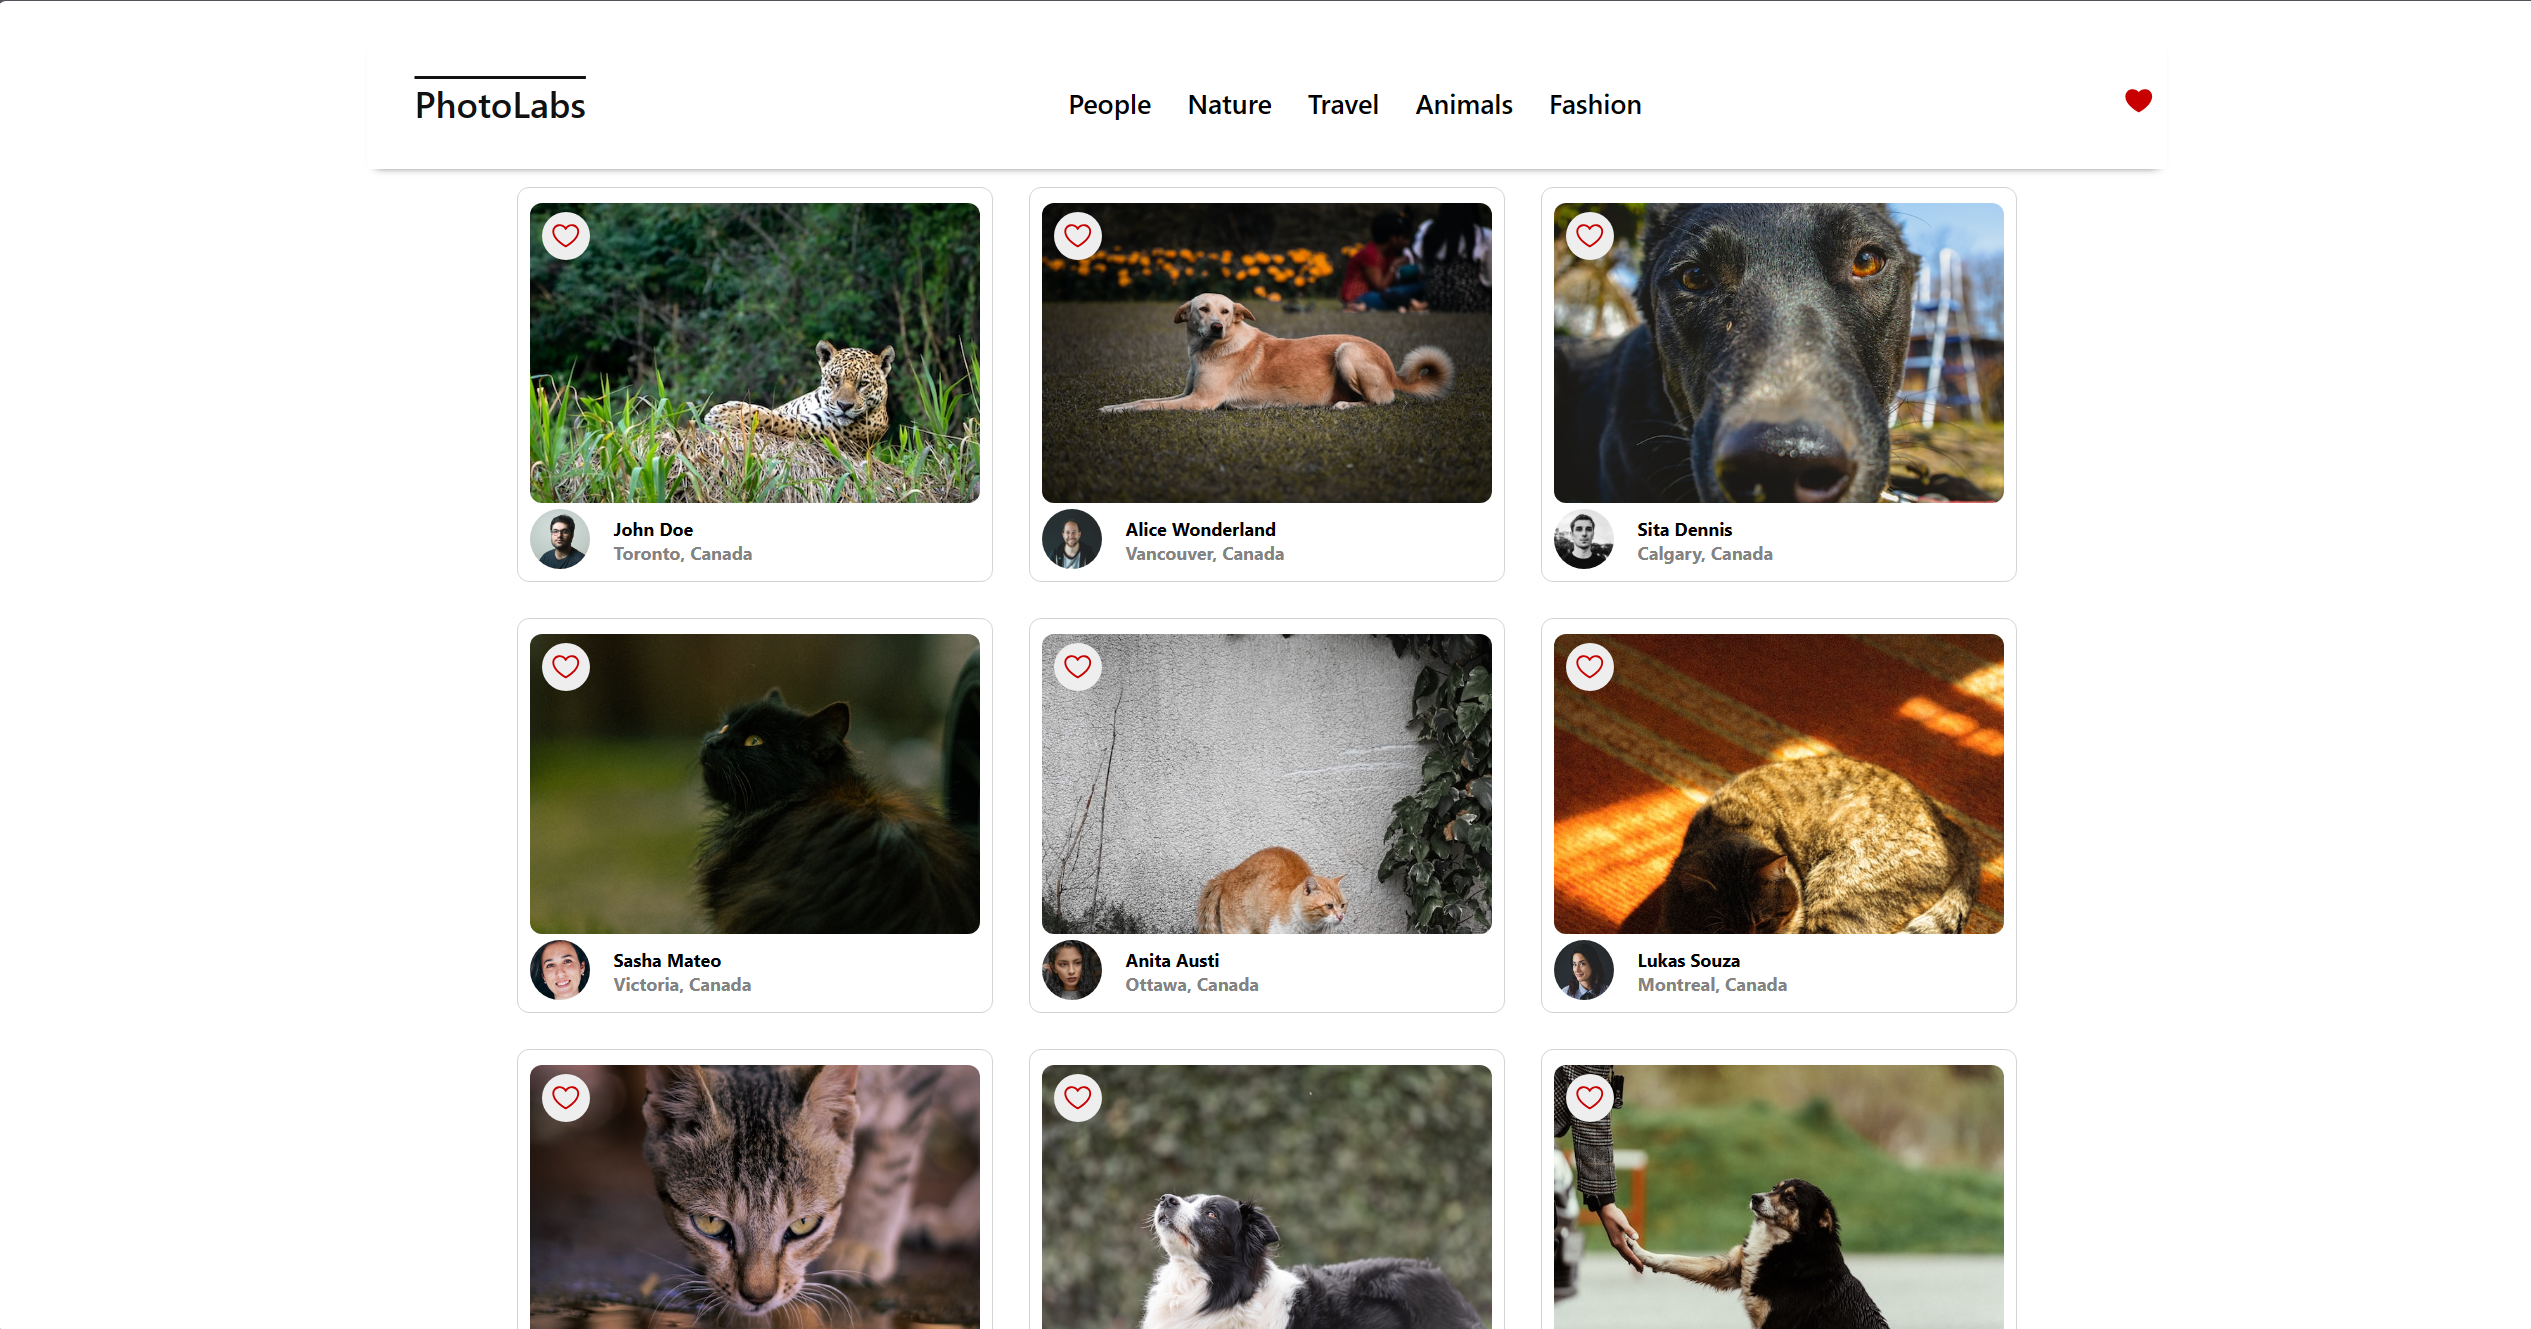 PhotoLabs
People Nature Travel Animals Fashion
John Doe
Toronto, Canada
Alice Wonderland
Vancouver, Canada
Sita Dennis
Calgary, Canada
Sasha Mateo
Victoria, Canada
Anita Austi
Ottawa, Canada
Lukas Souza
Montreal, Canada